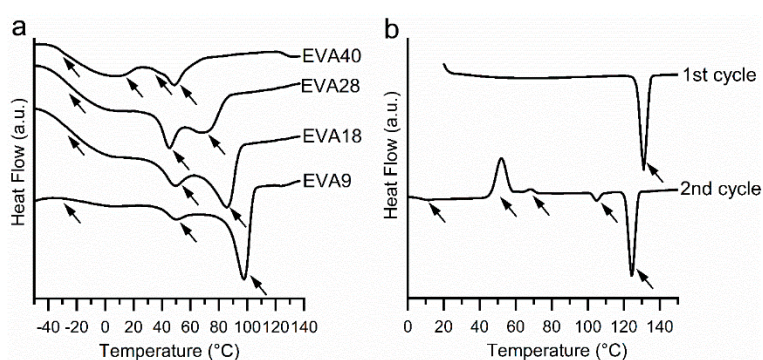 a
EVA40
EVA28
EVA18
EVA9
Heat Flow (a.u.)
-40 -20 0 20 40 60 80 100 120 140
Temperature (°C)
b
1st cycle
2nd cycle
Heat Flow (a.u.)
0 20 40 60 80 100 120 140
Temperature (°C)